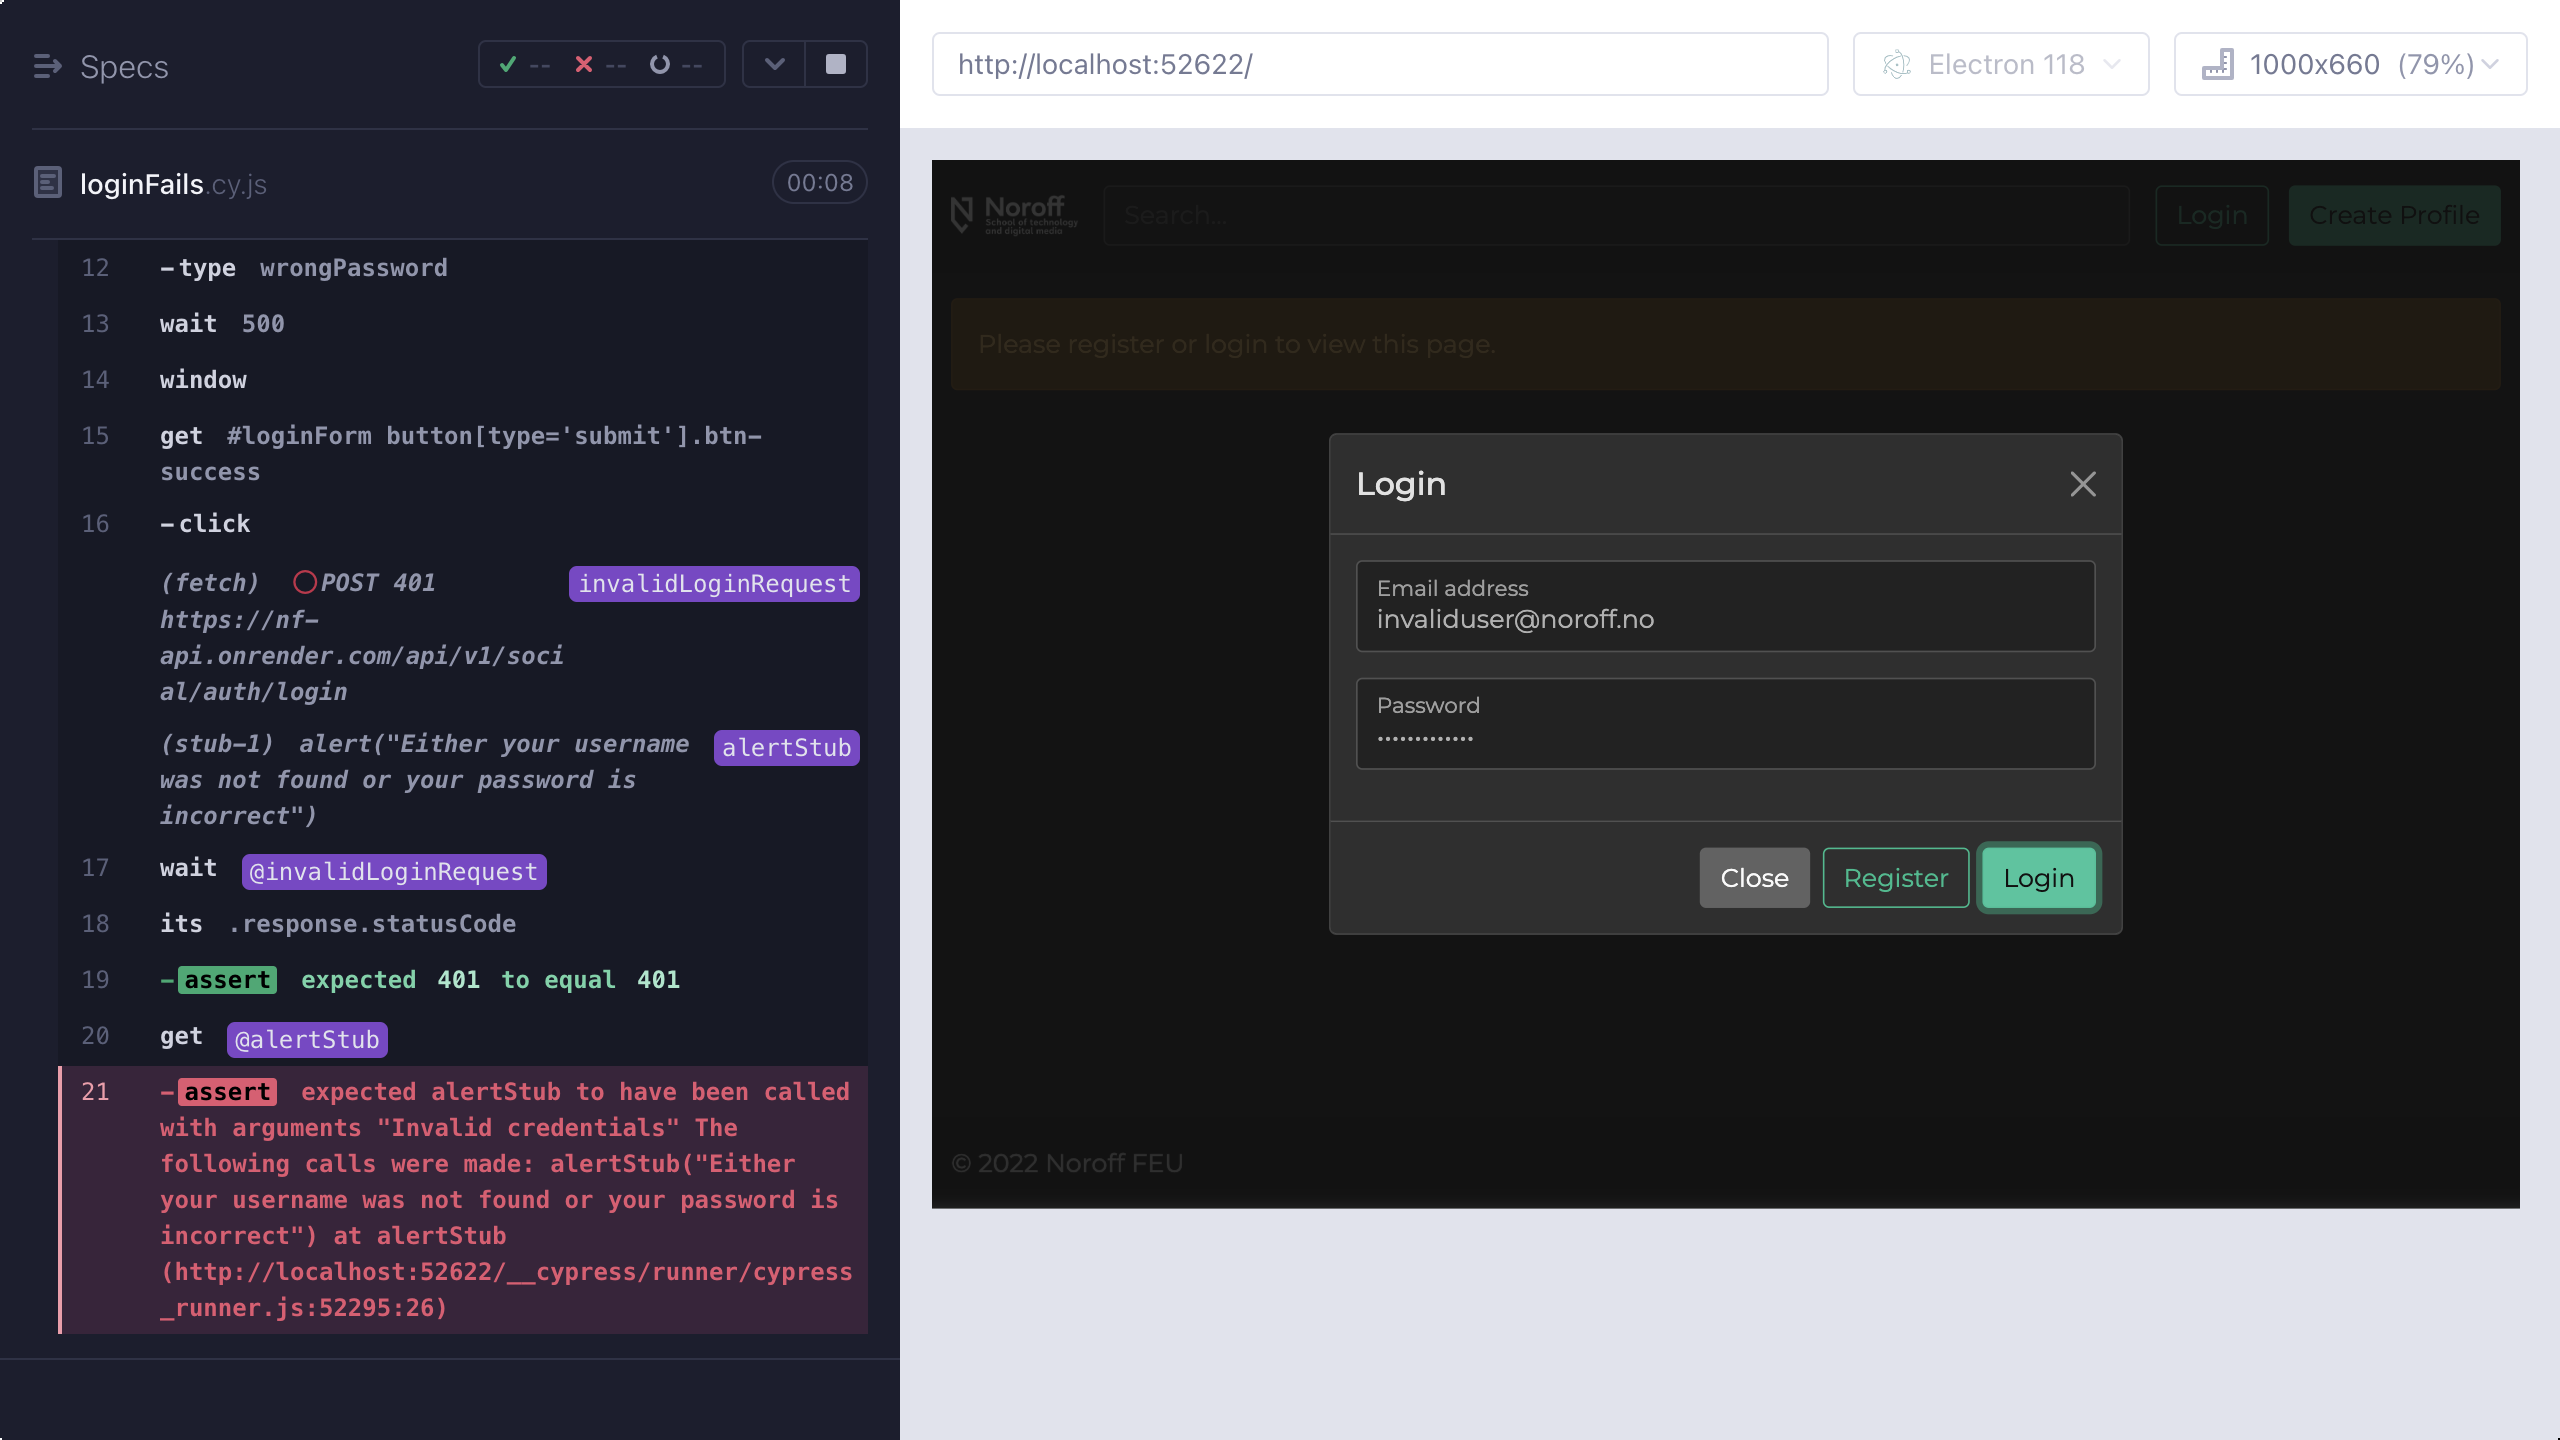 Specs
-- -- --
loginFails.cy.js
00:08
12 -type wrongPassword
13 wait 500
14 window
15 get #loginForm button[type='submit'].btn-
success
16 -click
(fetch) POST 401 invalidLoginRequest
https://nf-
api.onrender.com/api/v1/soci
al/auth/login
(stub-1) alert("Either your username alertStub
was not found or your password is
incorrect")
17 wait @invalidLoginRequest
18 its .response.statusCode
19 -assert expected 401 to equal 401
20 get @alertStub
21 -assert expected alertStub to have been called
with arguments "Invalid credentials" The
following calls were made: alertStub("Either
your username was not found or your password is
incorrect") at alertStub
(http://localhost:52622/__cypress/runner/cypress
_runner.js:52295:26)
http://localhost:52622/
Electron 118
1000x660 (79%)
Noroff
School of technology
and digital media
Search...
Login
Create Profile
Please register or login to view this page.
Login
Email address
invaliduser@noroff.no
Password
•••••••••••••
Close
Register
Login
© 2022 Noroff FEU